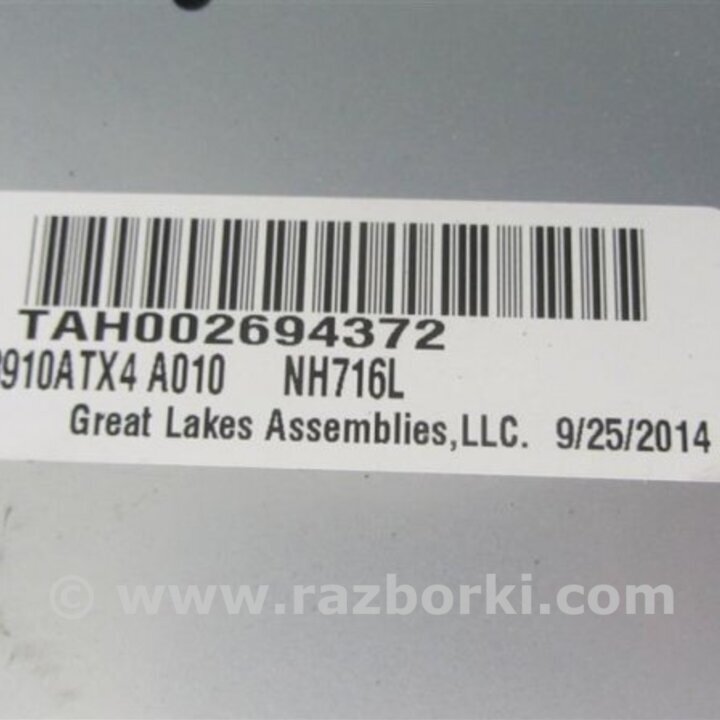 TAH002694372
910ATX4 A010 NH716L
Great Lakes Assemblies,LLC. 9/25/2014
© www.razborki.com